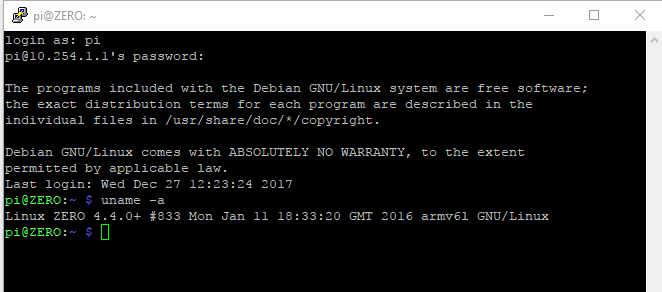 pi@ZERO: ~
login as: pi
pi@10.254.1.1's password:
The programs included with the Debian GNU/Linux system are free software;
the exact distribution terms for each program are described in the
individual files in /usr/share/doc/*/copyright.
Debian GNU/Linux comes with ABSOLUTELY NO WARRANTY, to the extent
permitted by applicable law.
Last login: Wed Dec 27 12:23:24 2017
pi@ZERO:~ $ uname -a
Linux ZERO 4.4.0+ #833 Mon Jan 11 18:33:20 GMT 2016 armv6l GNU/Linux
pi@ZERO:~ $